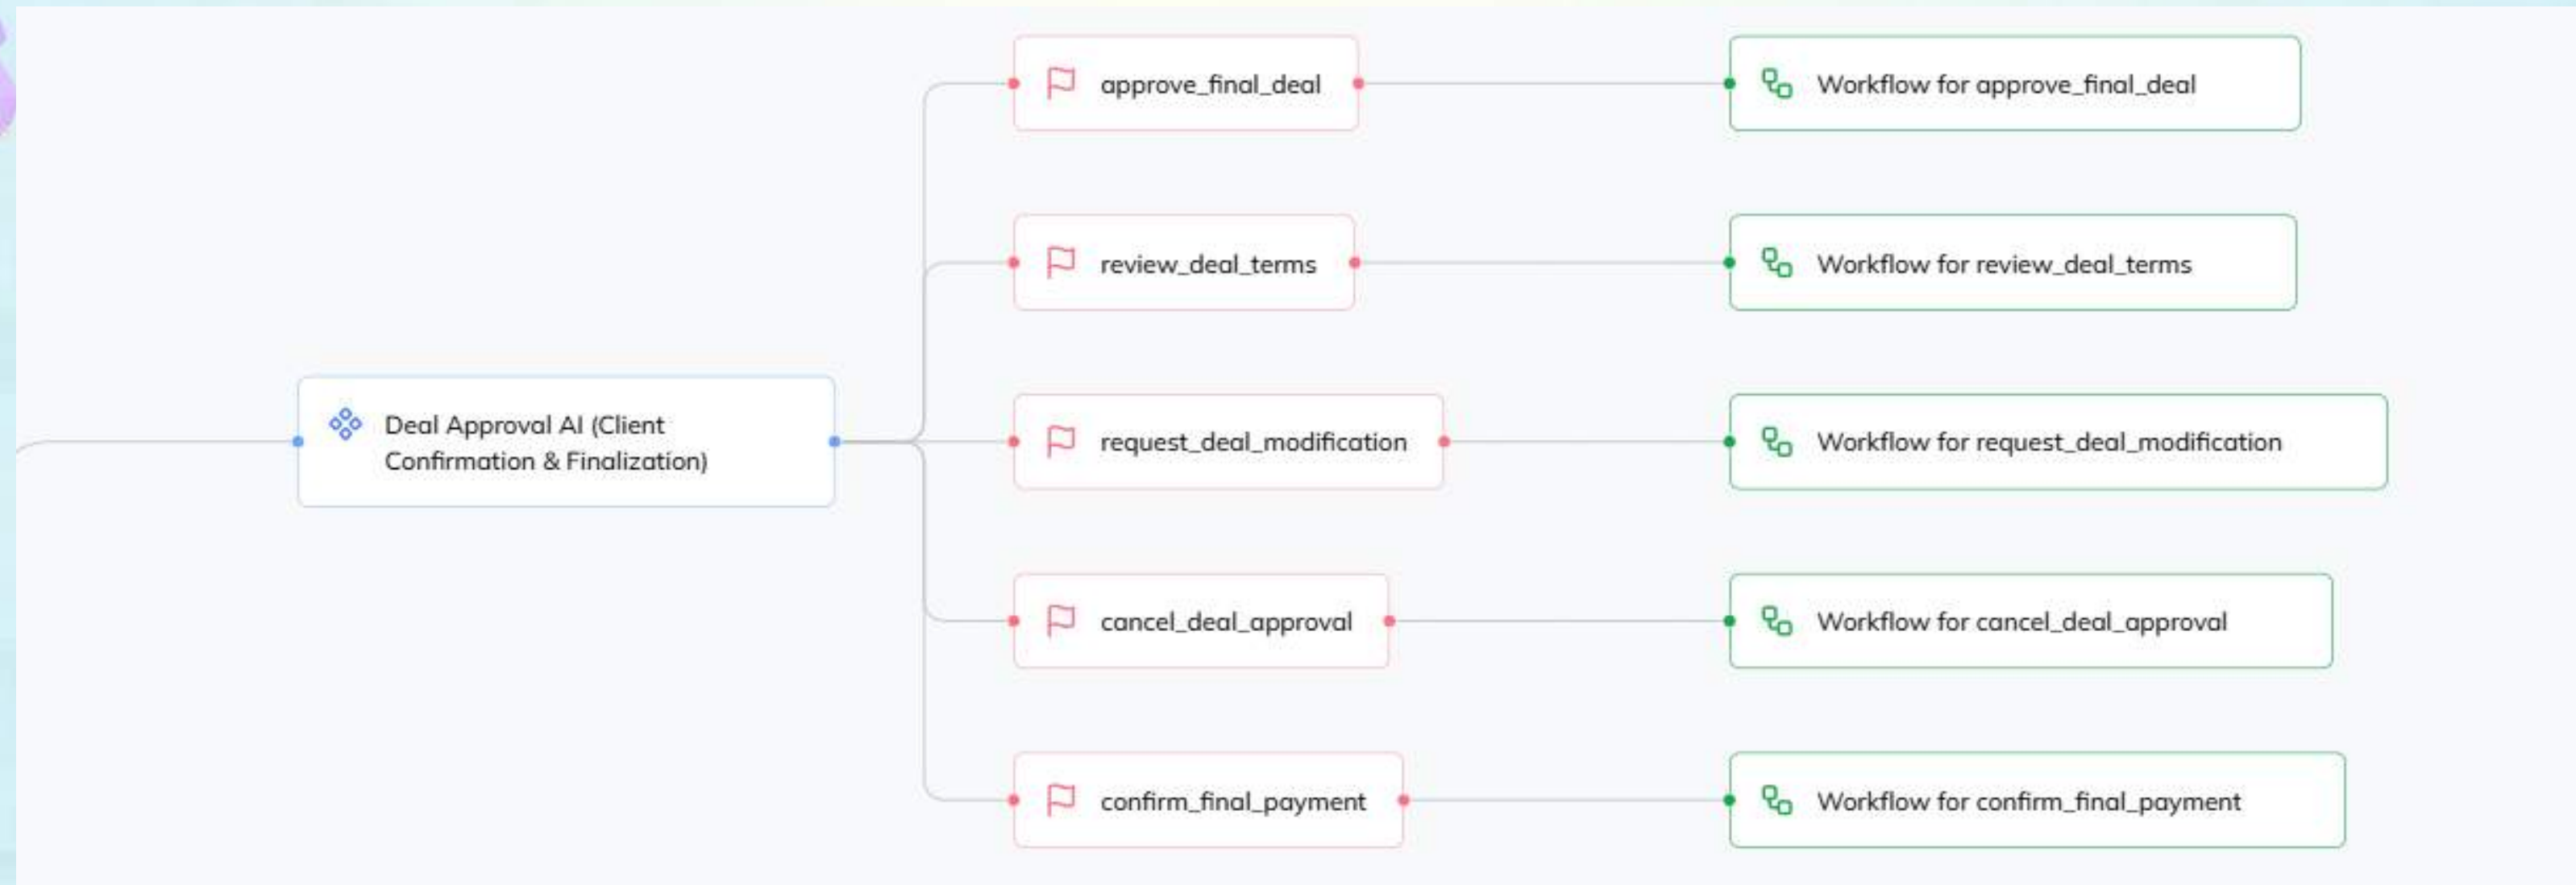 approve_final_deal
Workflow for approve_final_deal
review_deal_terms
Workflow for review_deal_terms
Deal Approval AI (Client
Confirmation & Finalization)
request_deal_modification
Workflow for request_deal_modification
cancel_deal_approval
Workflow for cancel_deal_approval
confirm_final_payment
Workflow for confirm_final_payment